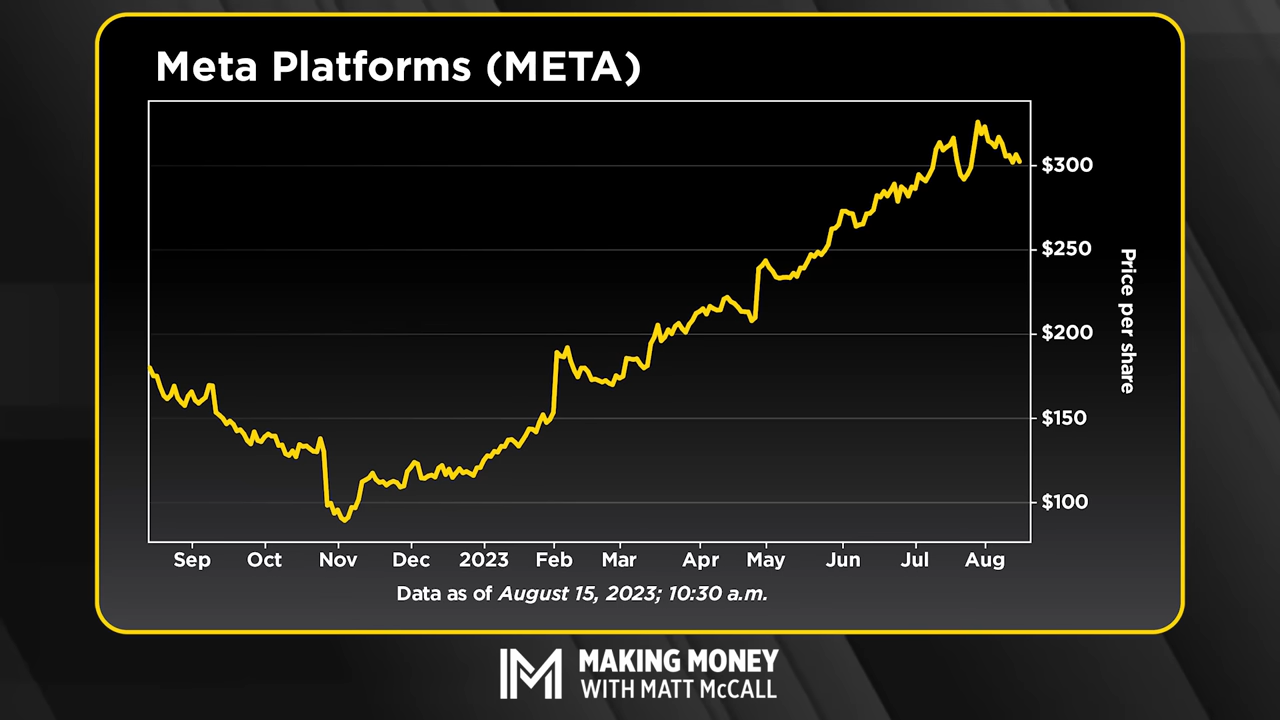 Meta Platforms (META)
$300
$250
$200
$150
$100
Price per share
Sep Oct Nov Dec 2023 Feb Mar Apr May Jun Jul Aug
Data as of August 15, 2023; 10:30 a.m.
MAKING MONEY
WITH MATT McCALL